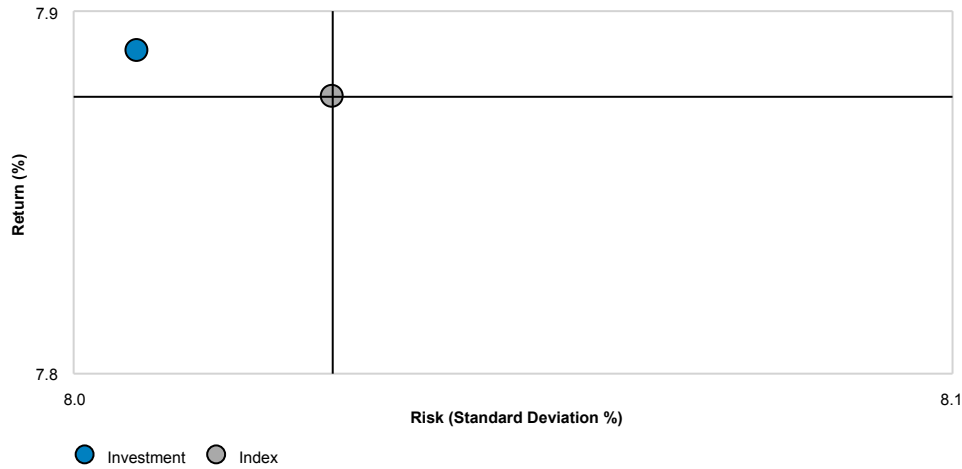 7.9
Return (%)
7.8
8.0
8.1
Risk (Standard Deviation %)
Investment
Index